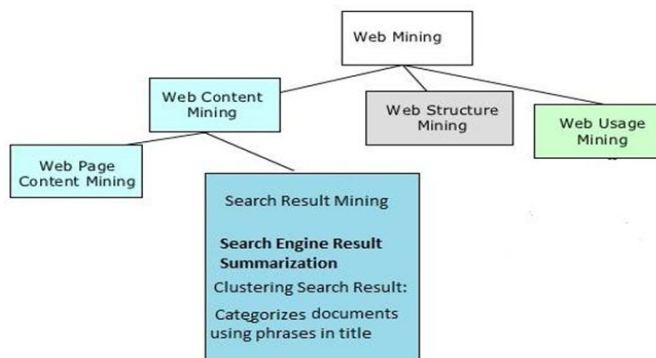 Web Mining
Web Content
Mining
Web Structure
Mining
Web Usage
Mining
Web Page
Content Mining
Search Result Mining
Search Engine Result
Summarization
Clustering Search Result:
Categorizes documents
using phrases in title